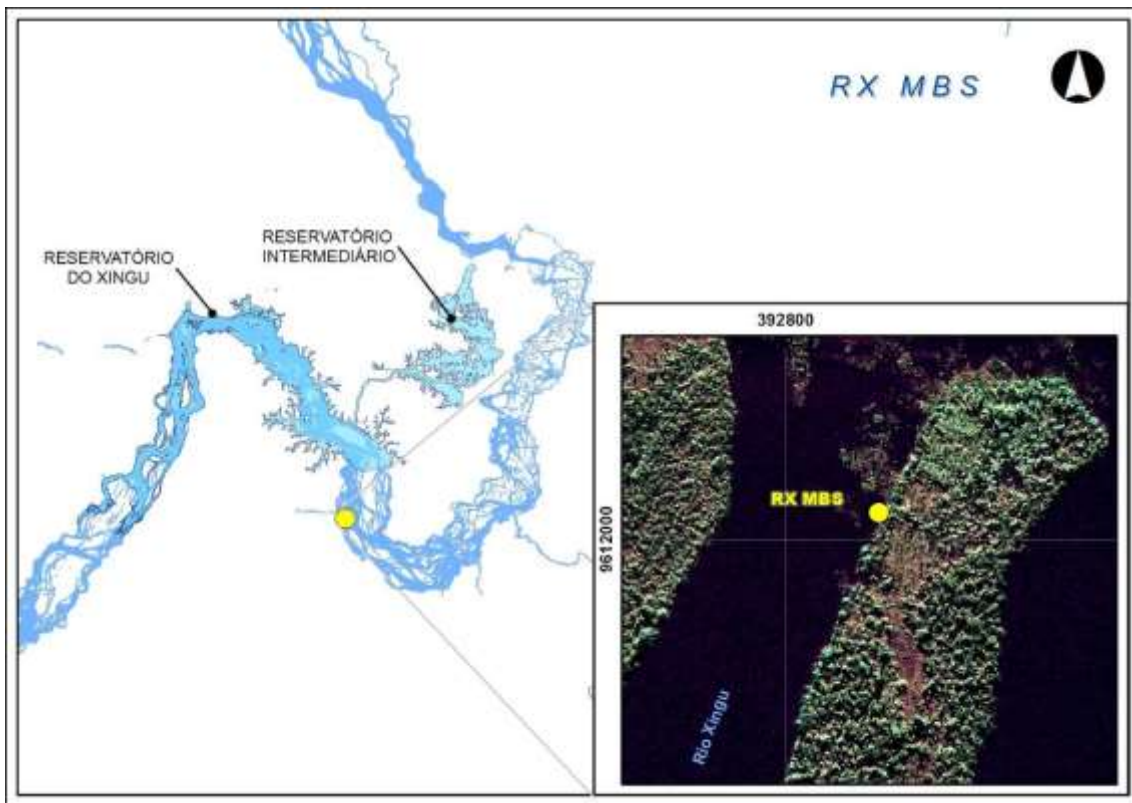 RX MBS
RESERVATÓRIO
DO XINGU
RESERVATÓRIO
INTERMEDIÁRIO
392800
9612000
RX MBS
Rio Xingu